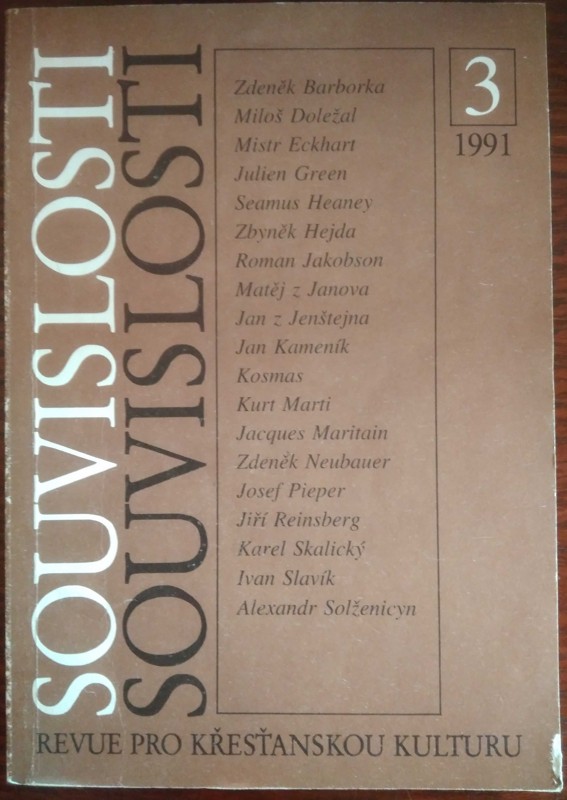 SOUVISLOSTI
SOUVISLOSTI
Zdeněk Barborka
Miloš Doležal
Mistr Eckhart
Julien Green
Seamus Heaney
Zbyněk Hejda
Roman Jakobson
Matěj z Janova
Jan z Jenštejna
Jan Kameník
Kosmas
Kurt Marti
Jacques Maritain
Zdeněk Neubauer
Josef Pieper
Jiří Reinsberg
Karel Skalický
Ivan Slavík
Alexandr Solženicyn
3
1991
REVUE PRO KŘESŤANSKOU KULTURU